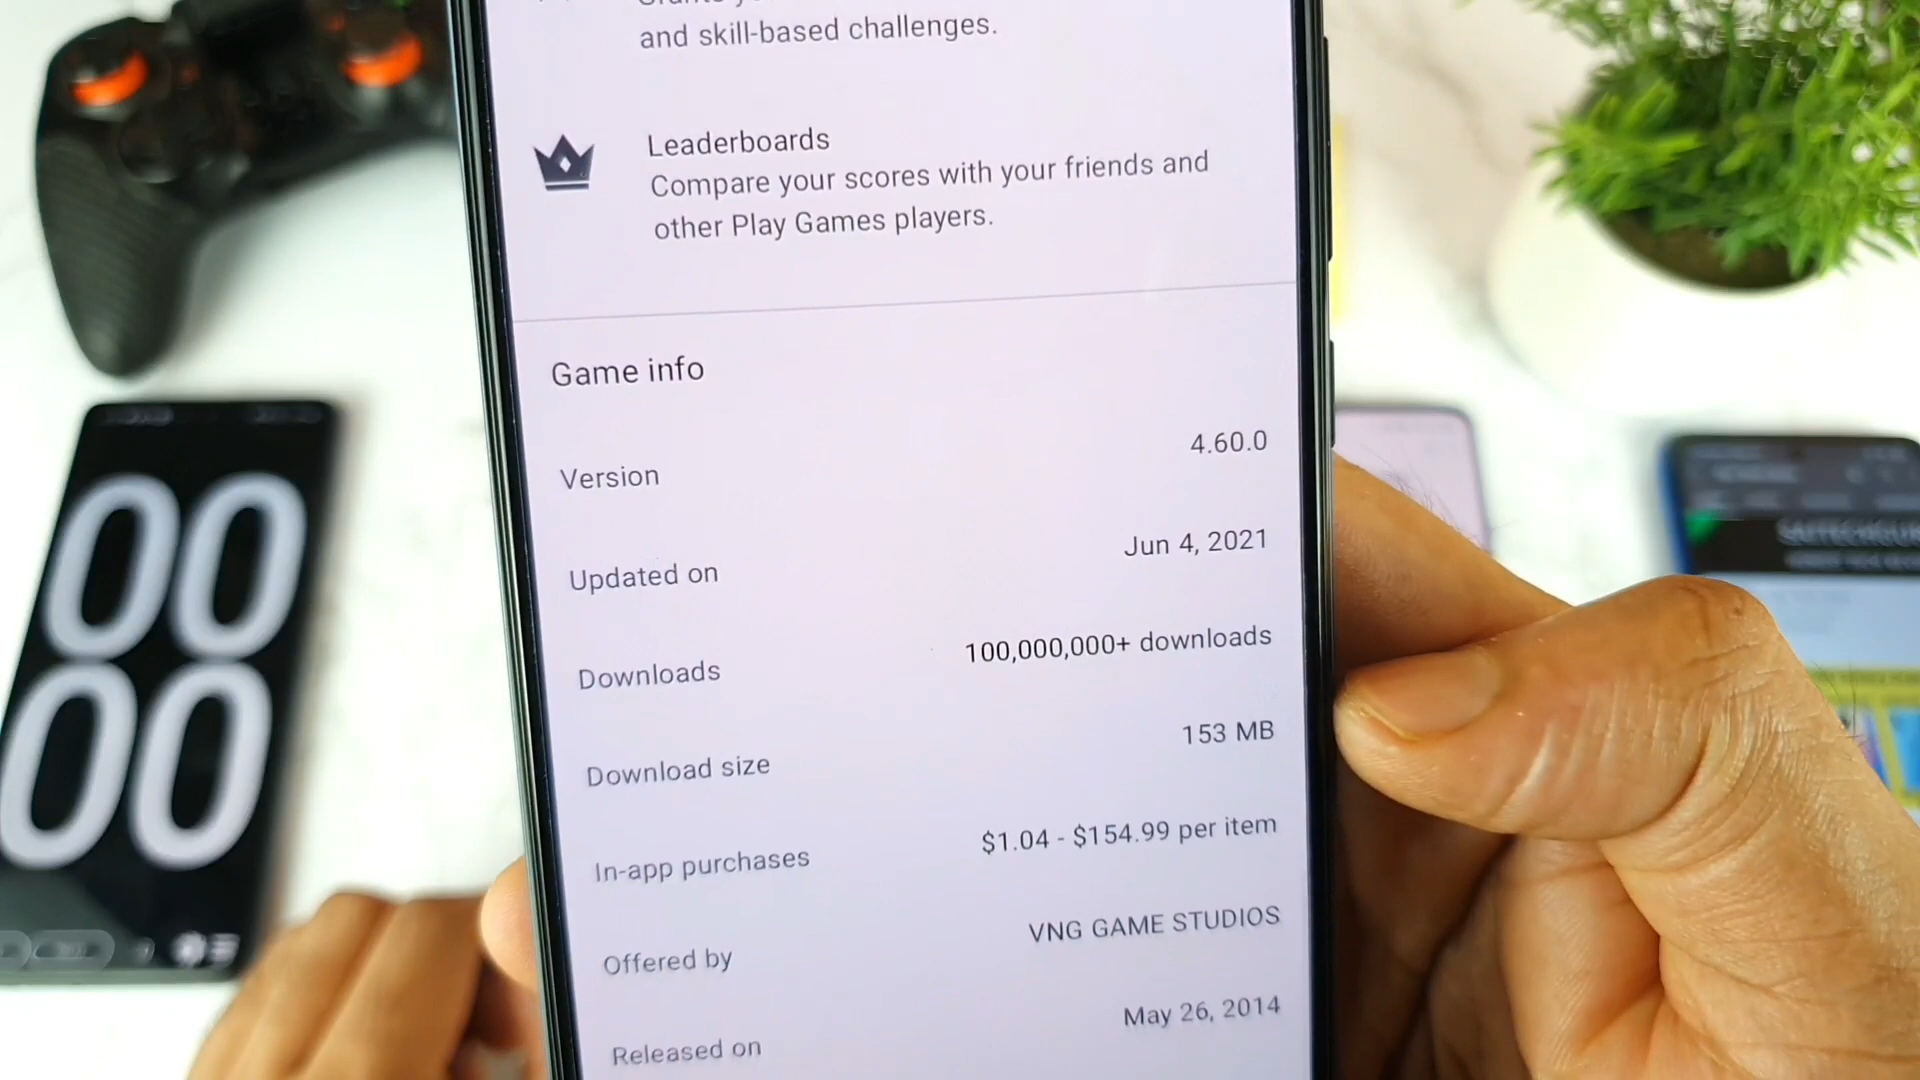 and skill-based challenges.
Leaderboards
Compare your scores with your friends and
other Play Games players.
Game info
Version 4.60.0
Updated on Jun 4, 2021
Downloads 100,000,000+ downloads
Download size 153 MB
In-app purchases $1.04 - $154.99 per item
Offered by VNG GAME STUDIOS
Released on May 26, 2014
00
00